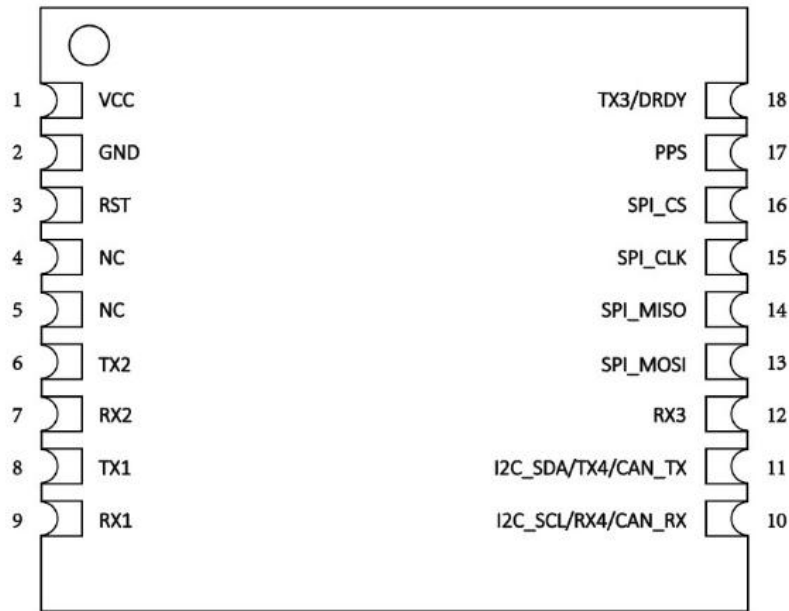 1 VCC TX3/DRDY 18
2 GND PPS 17
3 RST SPI_CS 16
4 NC SPI_CLK 15
5 NC SPI_MISO 14
6 TX2 SPI_MOSI 13
7 RX2 RX3 12
8 TX1 I2C_SDA/TX4/CAN_TX 11
9 RX1 I2C_SCL/RX4/CAN_RX 10